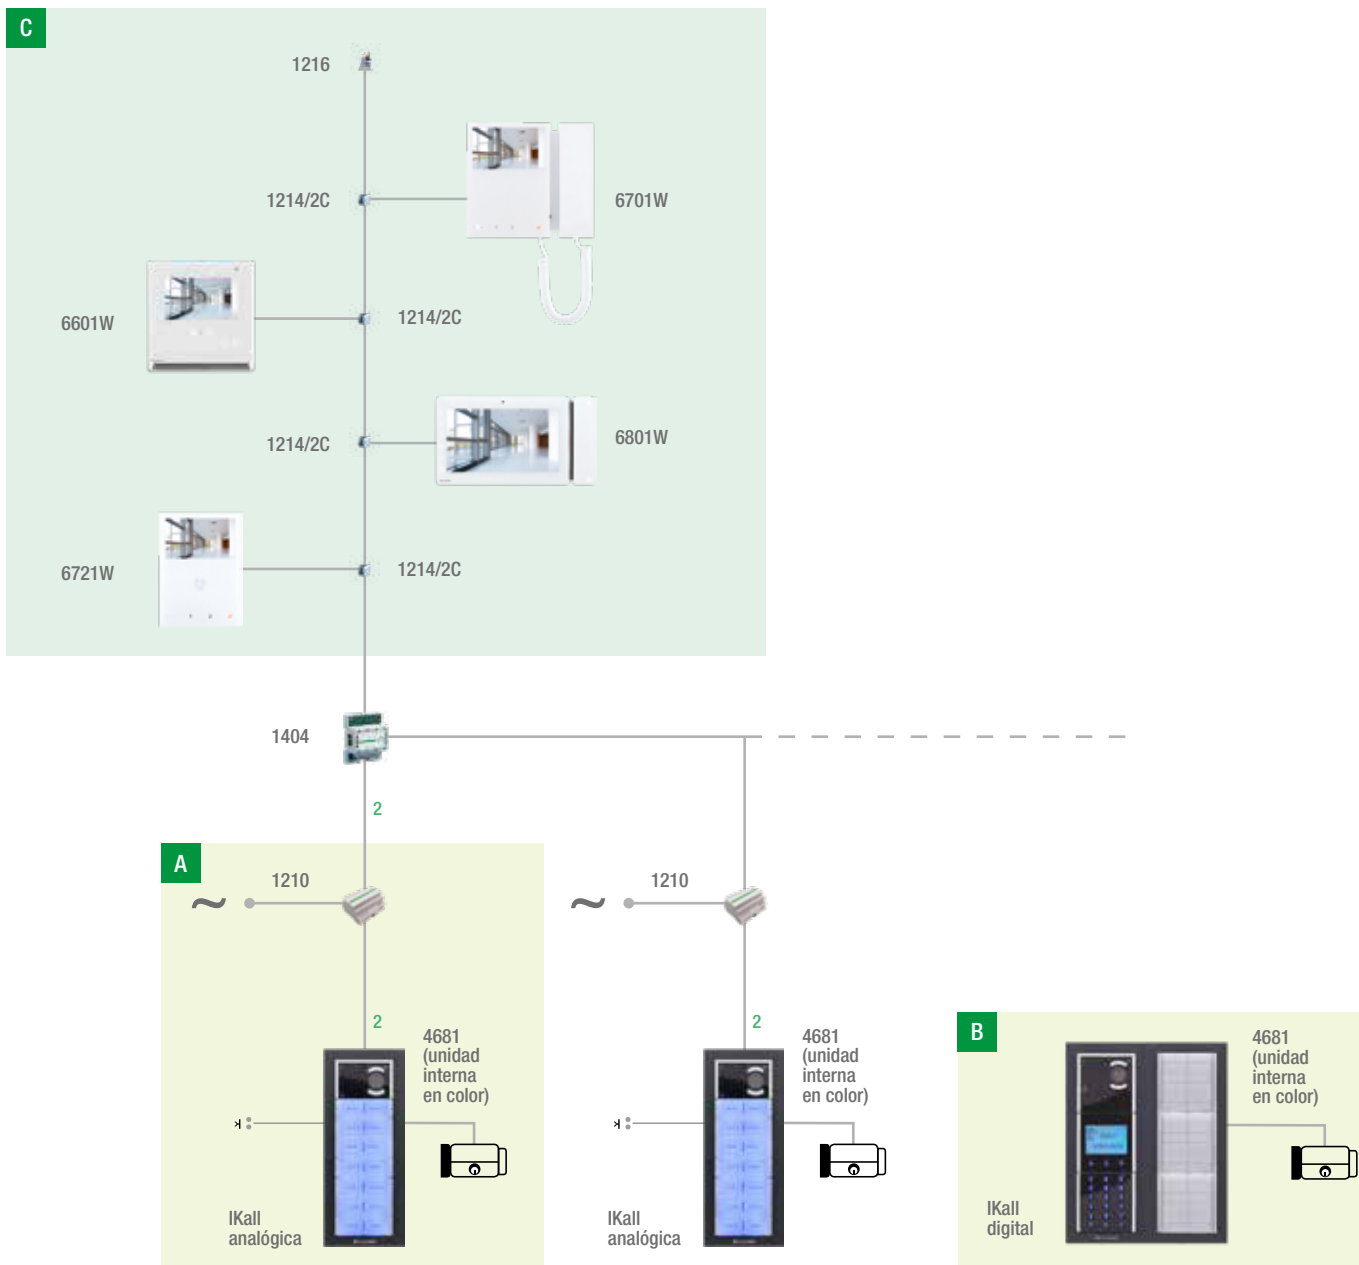 C
1216
1214/2C
6701W
6601W
1214/2C
1214/2C
6801W
6721W
1214/2C
1404
2
A
1210
1210
2
4681
(unidad
interna
en color)
IKall
analógica
2
4681
(unidad
interna
en color)
IKall
analógica
B
4681
(unidad
interna
en color)
IKall
digital